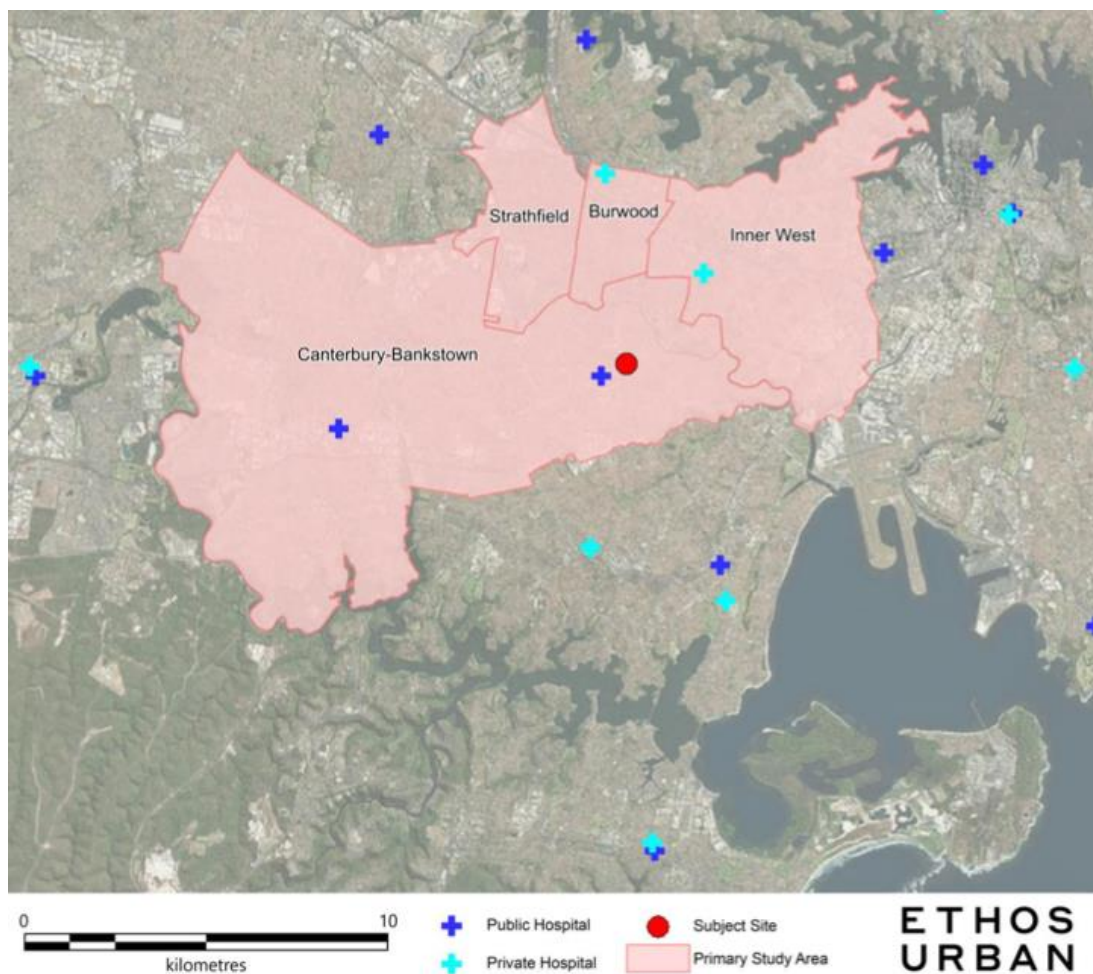 Strathfield
Burwood
Inner West
Canterbury-Bankstown
0 10
kilometres
Public Hospital
Private Hospital
Subject Site
Primary Study Area
ETHOS
URBAN